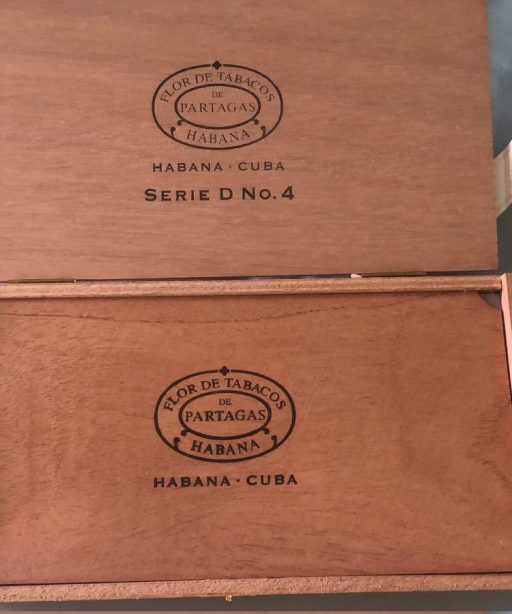 FLOR DE TABACOS
DE
PARTAGAS
HABANA
HABANA · CUBA
SERIE D No. 4
FLOR DE TABACOS
DE
PARTAGAS
HABANA
HABANA · CUBA